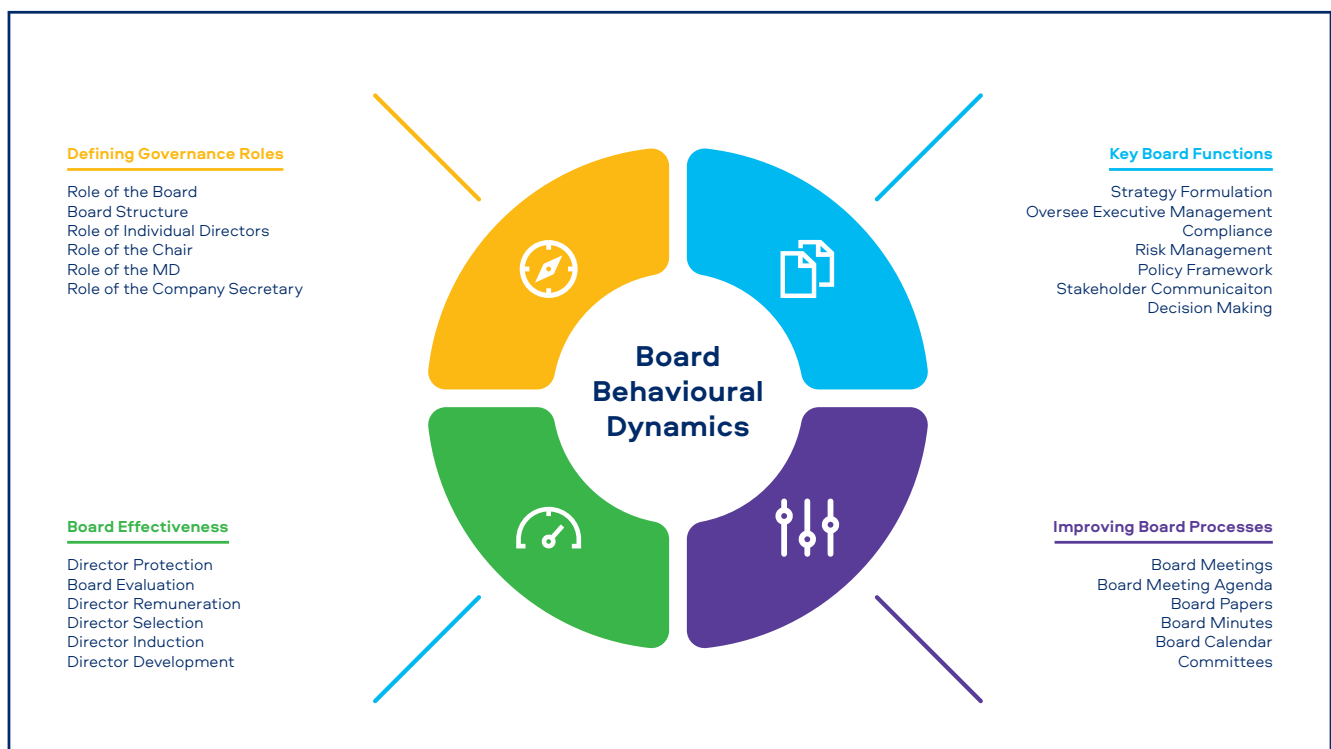 Defining Governance Roles
Role of the Board
Board Structure
Role of Individual Directors
Role of the Chair
Role of the MD
Role of the Company Secretary
Key Board Functions
Strategy Formulation
Oversee Executive Management
Compliance
Risk Management
Policy Framework
Stakeholder Communicaiton
Decision Making
Board
Behavioural
Dynamics
Board Effectiveness
Director Protection
Board Evaluation
Director Remuneration
Director Selection
Director Induction
Director Development
Improving Board Processes
Board Meetings
Board Meeting Agenda
Board Papers
Board Minutes
Board Calendar
Committees